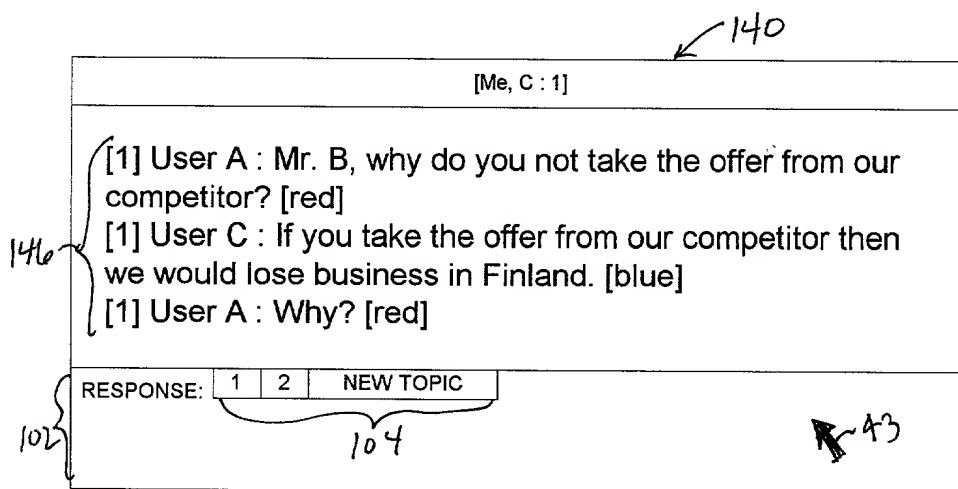 140
[Me, C : 1]
[1] User A : Mr. B, why do you not take the offer from our
competitor? [red]
[1] User C : If you take the offer from our competitor then
146 we would lose business in Finland. [blue]
[1] User A : Why? [red]
RESPONSE: 1 2 NEW TOPIC
102 104 43